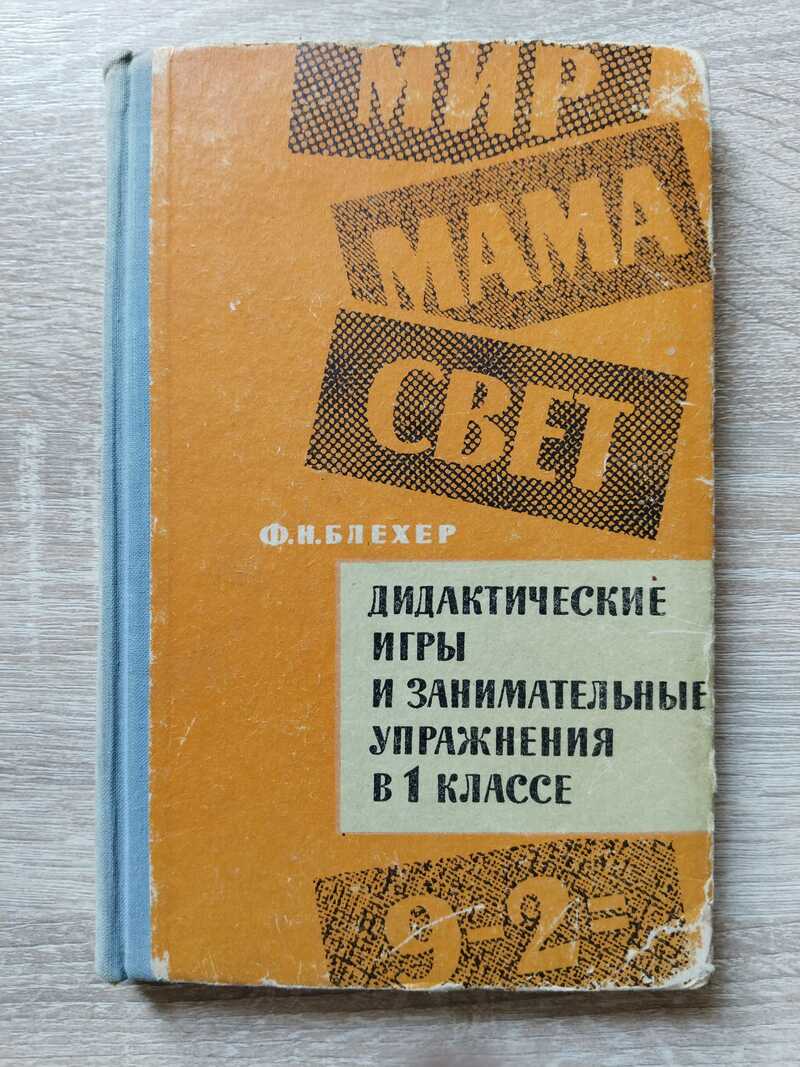 МИР
МАМА
СВЕТ
Ф.Н.БЛЕХЕР
ДИДАКТИЧЕСКИЕ
ИГРЫ
И ЗАНИМАТЕЛЬНЫЕ
УПРАЖНЕНИЯ
В 1 КЛАССЕ
9-2=